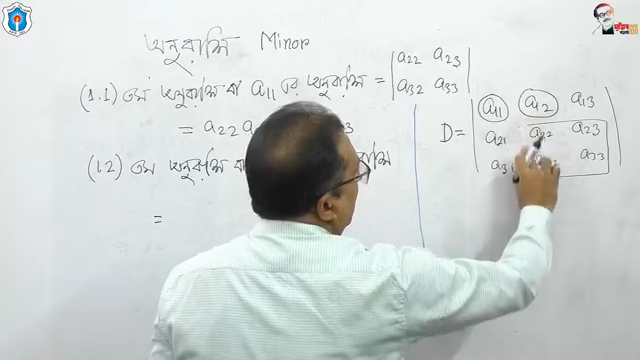 অনুরাশি Minor
(1.1) তম অনুরাশি বা a11 এর অনুরাশি = |a22 a23|
|a32 a33|
= a22 a
(1.2) তম অনুরাশি
=
D = |a11 a12 a13|
|a21 a22 a23|
a33|